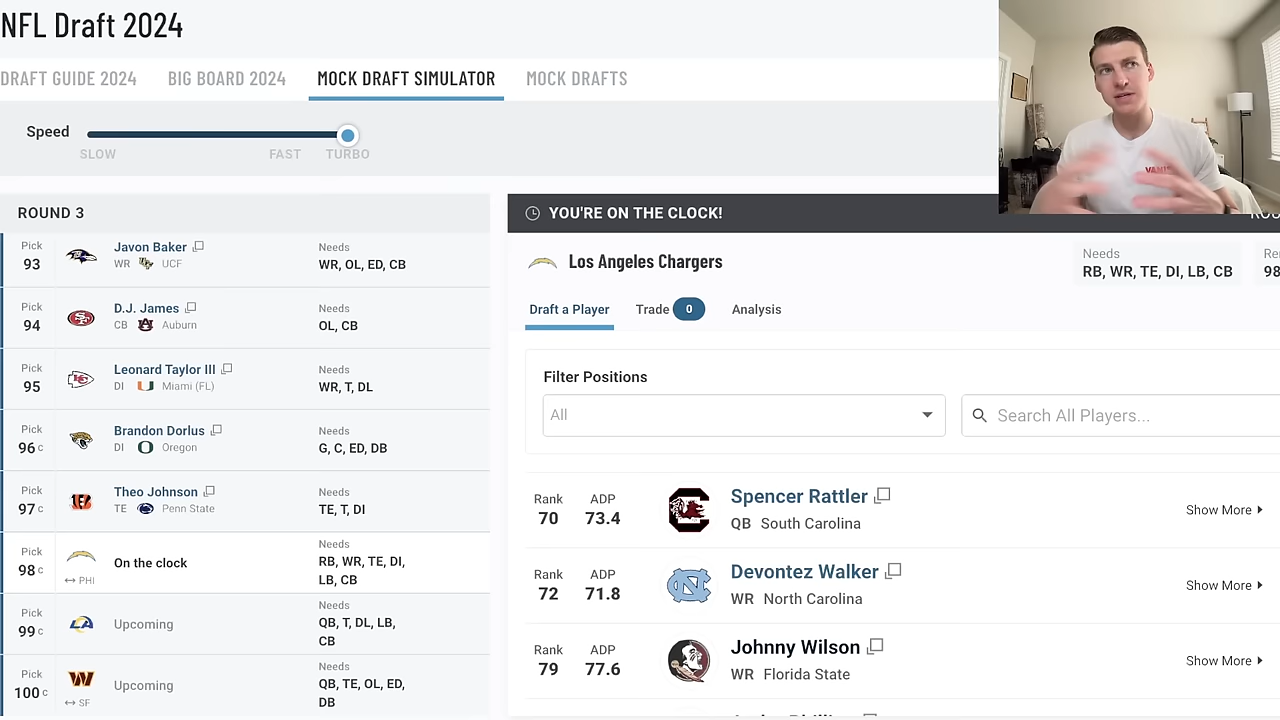 NFL Draft 2024
DRAFT GUIDE 2024
BIG BOARD 2024
MOCK DRAFT SIMULATOR
MOCK DRAFTS
Speed
SLOW
FAST
TURBO
ROUND 3
Pick
93
Javon Baker
WR UCF
Needs
WR, OL, ED, CB
Pick
94
D.J. James
CB Auburn
Needs
OL, CB
Pick
95
Leonard Taylor III
DI Miami (FL)
Needs
WR, T, DL
Pick
96 C
Brandon Dorlus
DI Oregon
Needs
G, C, ED, DB
Pick
97 C
Theo Johnson
TE Penn State
Needs
TE, T, DI
Pick
98 C
↔ PHI
On the clock
Needs
RB, WR, TE, DI,
LB, CB
Pick
99 C
Upcoming
Needs
QB, T, DL, LB,
CB
Pick
100 C
↔ SF
Upcoming
Needs
QB, TE, OL, ED,
DB
YOU'RE ON THE CLOCK!
Los Angeles Chargers
Needs
RB, WR, TE, DI, LB, CB
98
Draft a Player
Trade 0
Analysis
Filter Positions
All
Search All Players...
Rank
70
ADP
73.4
Spencer Rattler
QB South Carolina
Show More
Rank
72
ADP
71.8
Devontez Walker
WR North Carolina
Show More
Rank
79
ADP
77.6
Johnny Wilson
WR Florida State
Show More